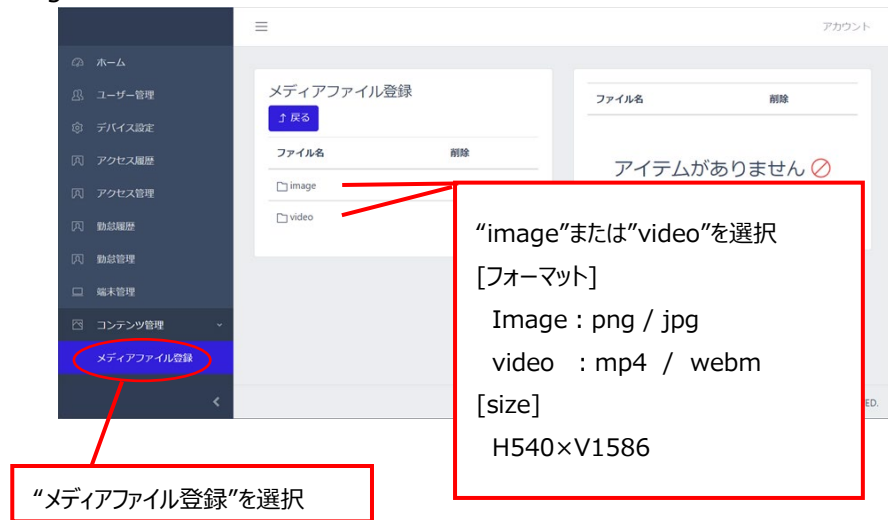 アカウント
ホーム
ユーザー管理
デバイス設定
アクセス履歴
アクセス管理
勤怠履歴
勤怠管理
端末管理
コンテンツ管理
メディアファイル登録
メディアファイル登録
戻る
ファイル名 削除
image
video
ファイル名 削除
アイテムがありません
“image”または”video”を選択
[フォーマット]
Image : png / jpg
video : mp4 / webm
[size]
H540×V1586
ED.
“メディアファイル登録”を選択